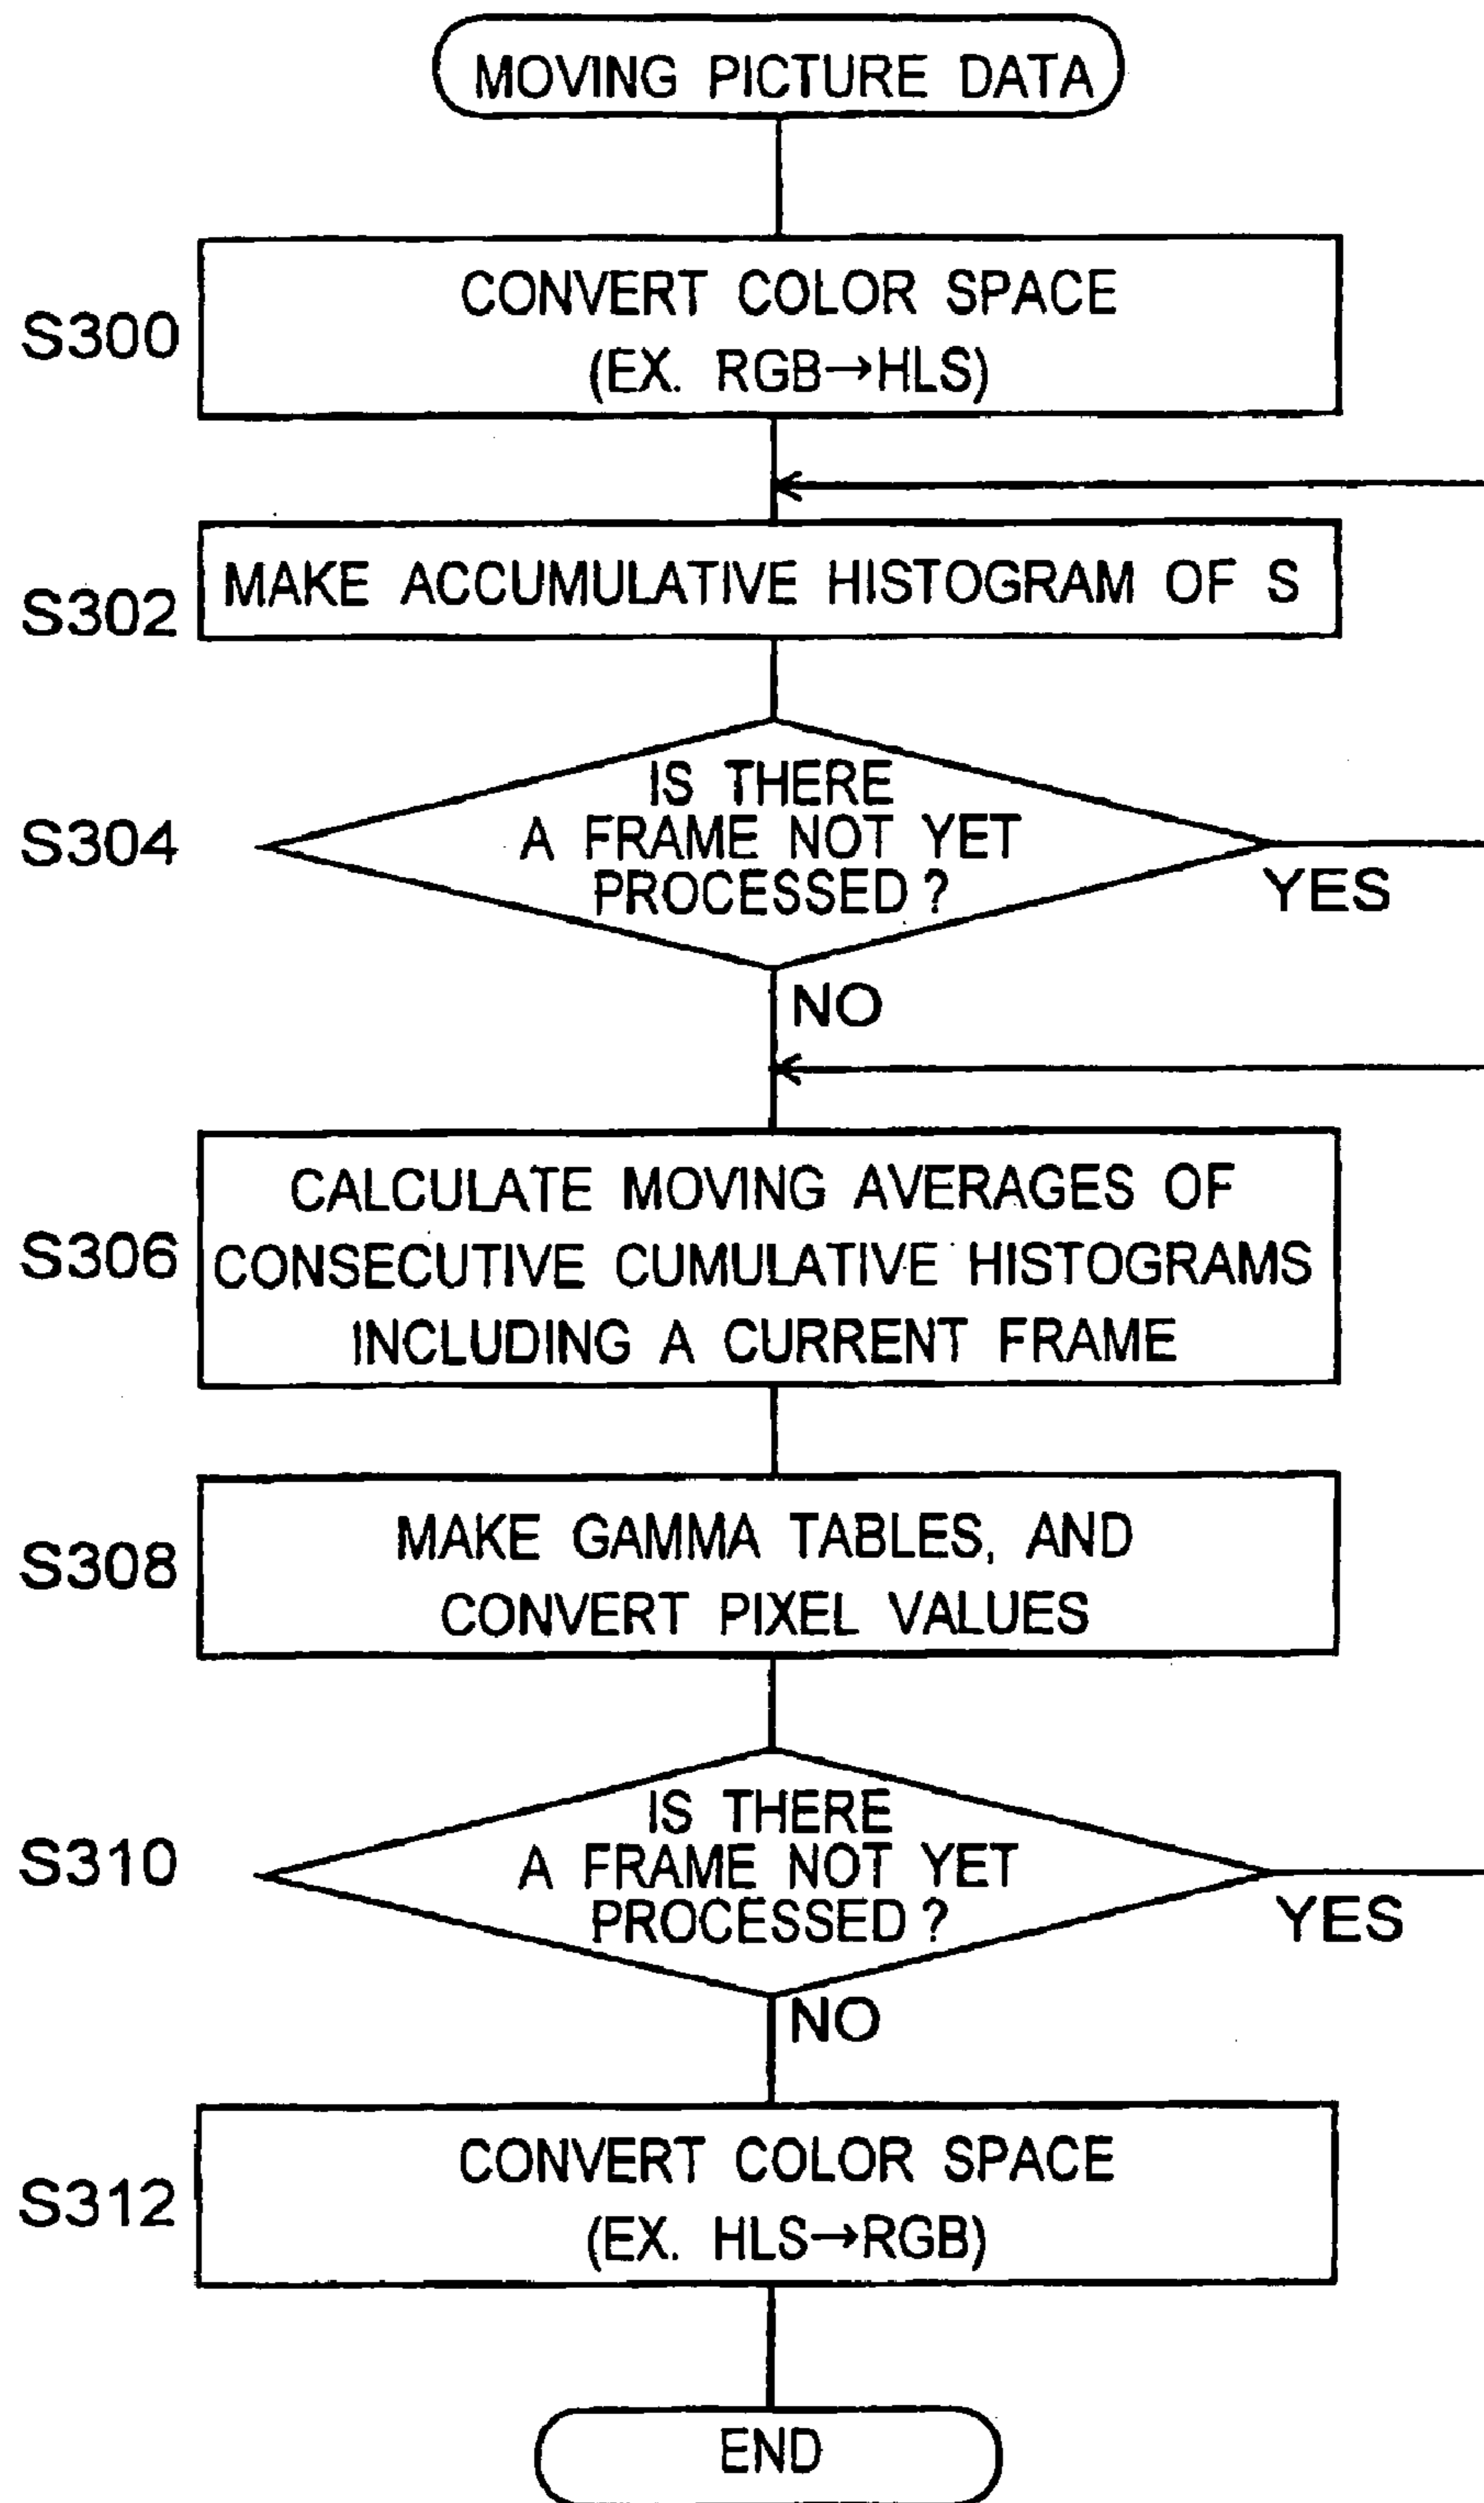 MOVING PICTURE DATA
S300
CONVERT COLOR SPACE
(EX. RGB→HLS)
S302
MAKE ACCUMULATIVE HISTOGRAM OF S
S304
IS THERE
A FRAME NOT YET
PROCESSED?
YES
NO
S306
CALCULATE MOVING AVERAGES OF
CONSECUTIVE CUMULATIVE HISTOGRAMS
INCLUDING A CURRENT FRAME
S308
MAKE GAMMA TABLES, AND
CONVERT PIXEL VALUES
S310
IS THERE
A FRAME NOT YET
PROCESSED?
YES
NO
S312
CONVERT COLOR SPACE
(EX. HLS→RGB)
END